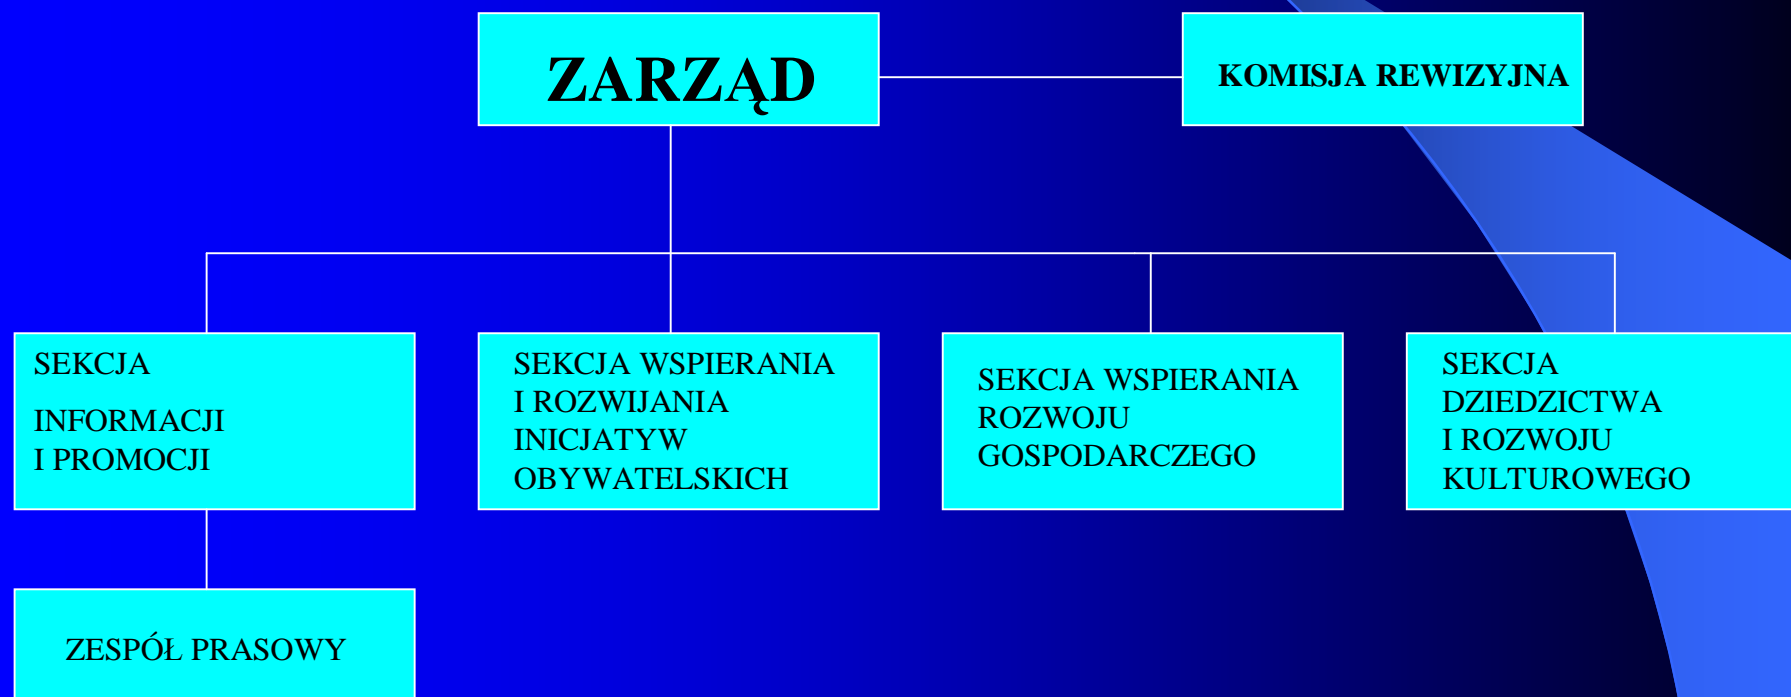 ZARZĄD
KOMISJA REWIZYJNA
SEKCJA
INFORMACJI
I PROMOCJI
SEKCJA WSPIERANIA
I ROZWIJANIA
INICJATYW
OBYWATELSKICH
SEKCJA WSPIERANIA
ROZWOJU
GOSPODARCZEGO
SEKCJA
DZIEDZICTWA
I ROZWOJU
KULTUROWEGO
ZESPÓŁ PRASOWY